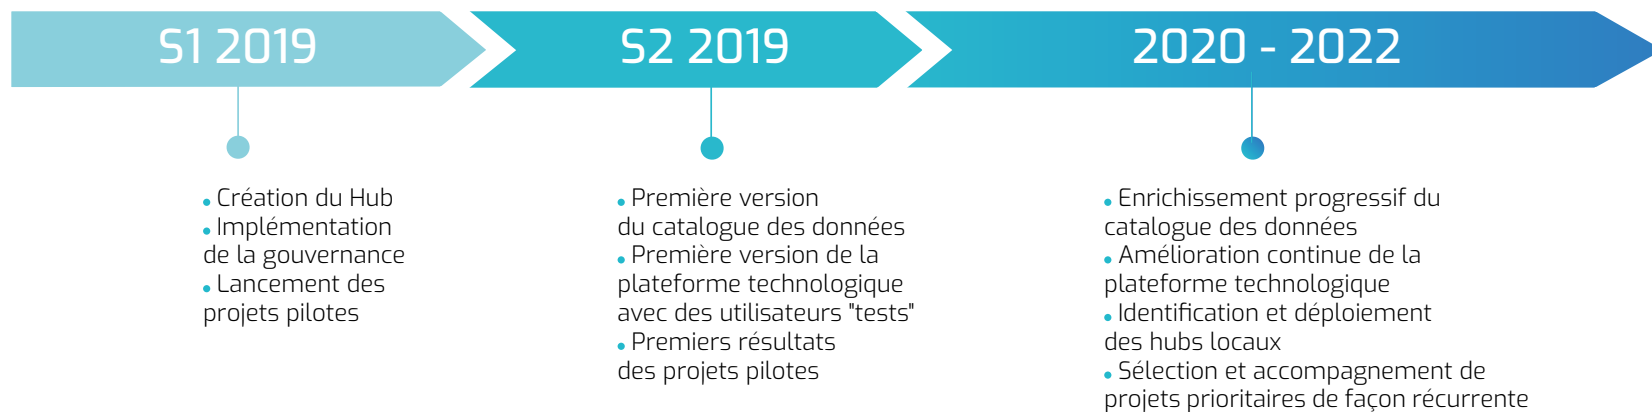 S1 2019
S2 2019
2020 - 2022
• Création du Hub
• Implémentation
de la gouvernance
• Lancement des
projets pilotes
• Première version
du catalogue des données
• Première version de la
plateforme technologique
avec des utilisateurs "tests"
• Premiers résultats
des projets pilotes
• Enrichissement progressif du
catalogue des données
• Amélioration continue de la
plateforme technologique
• Identification et déploiement
des hubs locaux
• Sélection et accompagnement de
projets prioritaires de façon récurrente